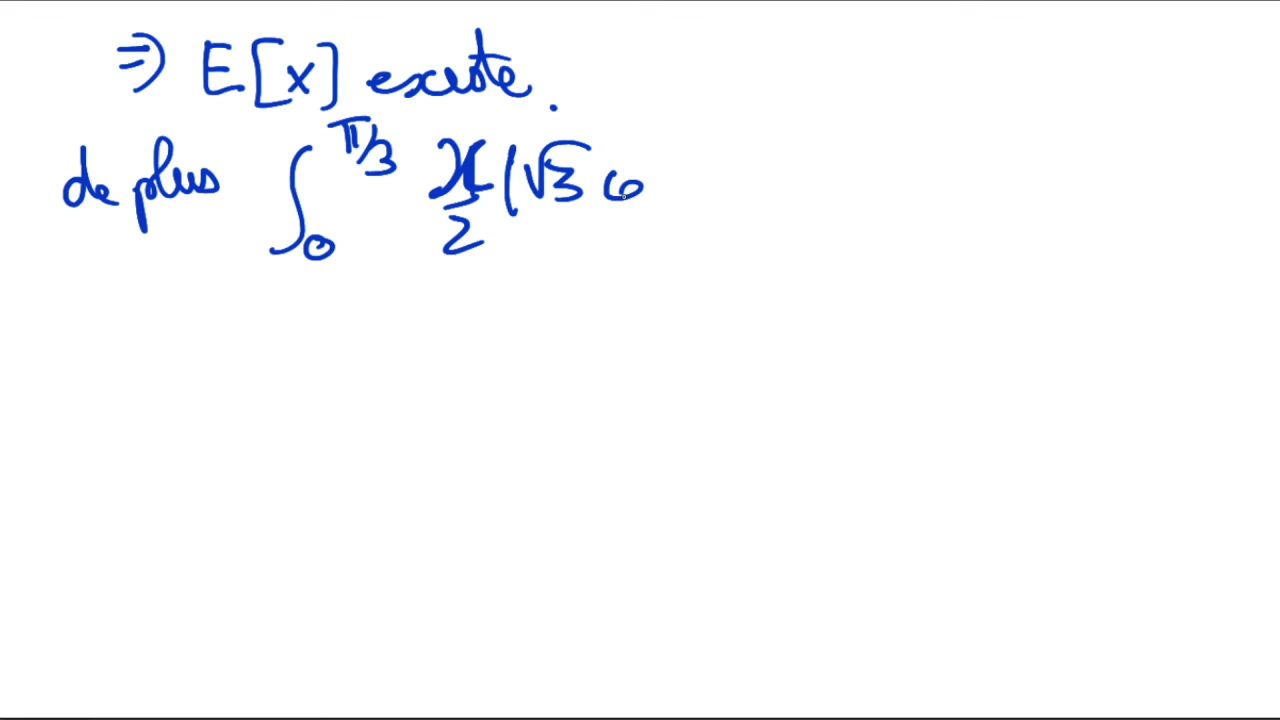 ⇒ E[X] existe.
de plus ∫₀^{π/3} x/2 (√3 co